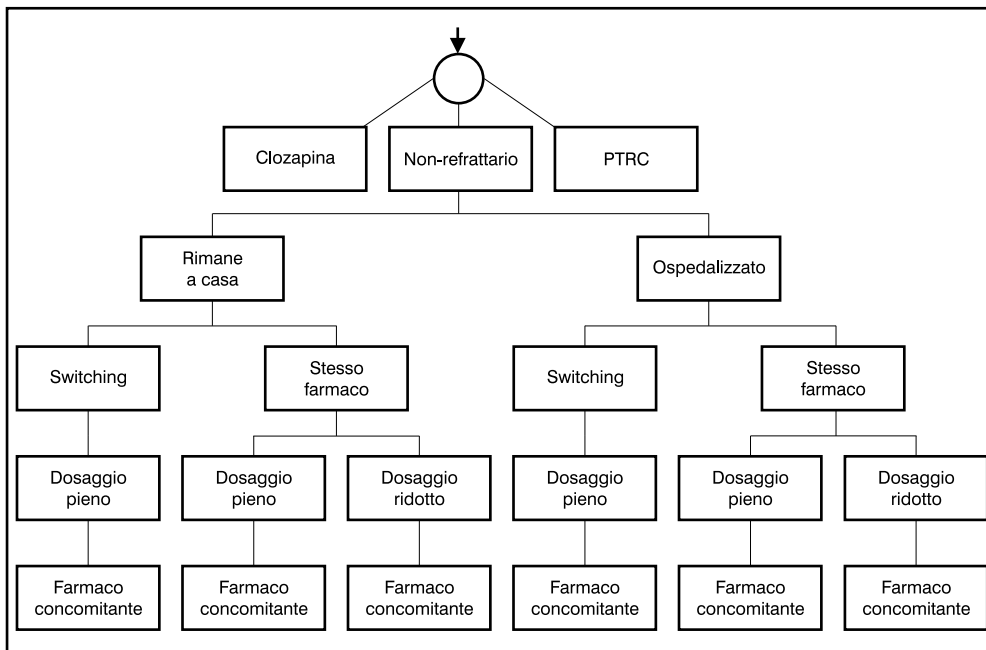 Clozapina
Non-refrattario
PTRC
Rimane
a casa
Ospedalizzato
Switching
Stesso
farmaco
Switching
Stesso
farmaco
Dosaggio
pieno
Dosaggio
pieno
Dosaggio
ridotto
Dosaggio
pieno
Dosaggio
pieno
Dosaggio
ridotto
Farmaco
concomitante
Farmaco
concomitante
Farmaco
concomitante
Farmaco
concomitante
Farmaco
concomitante
Farmaco
concomitante